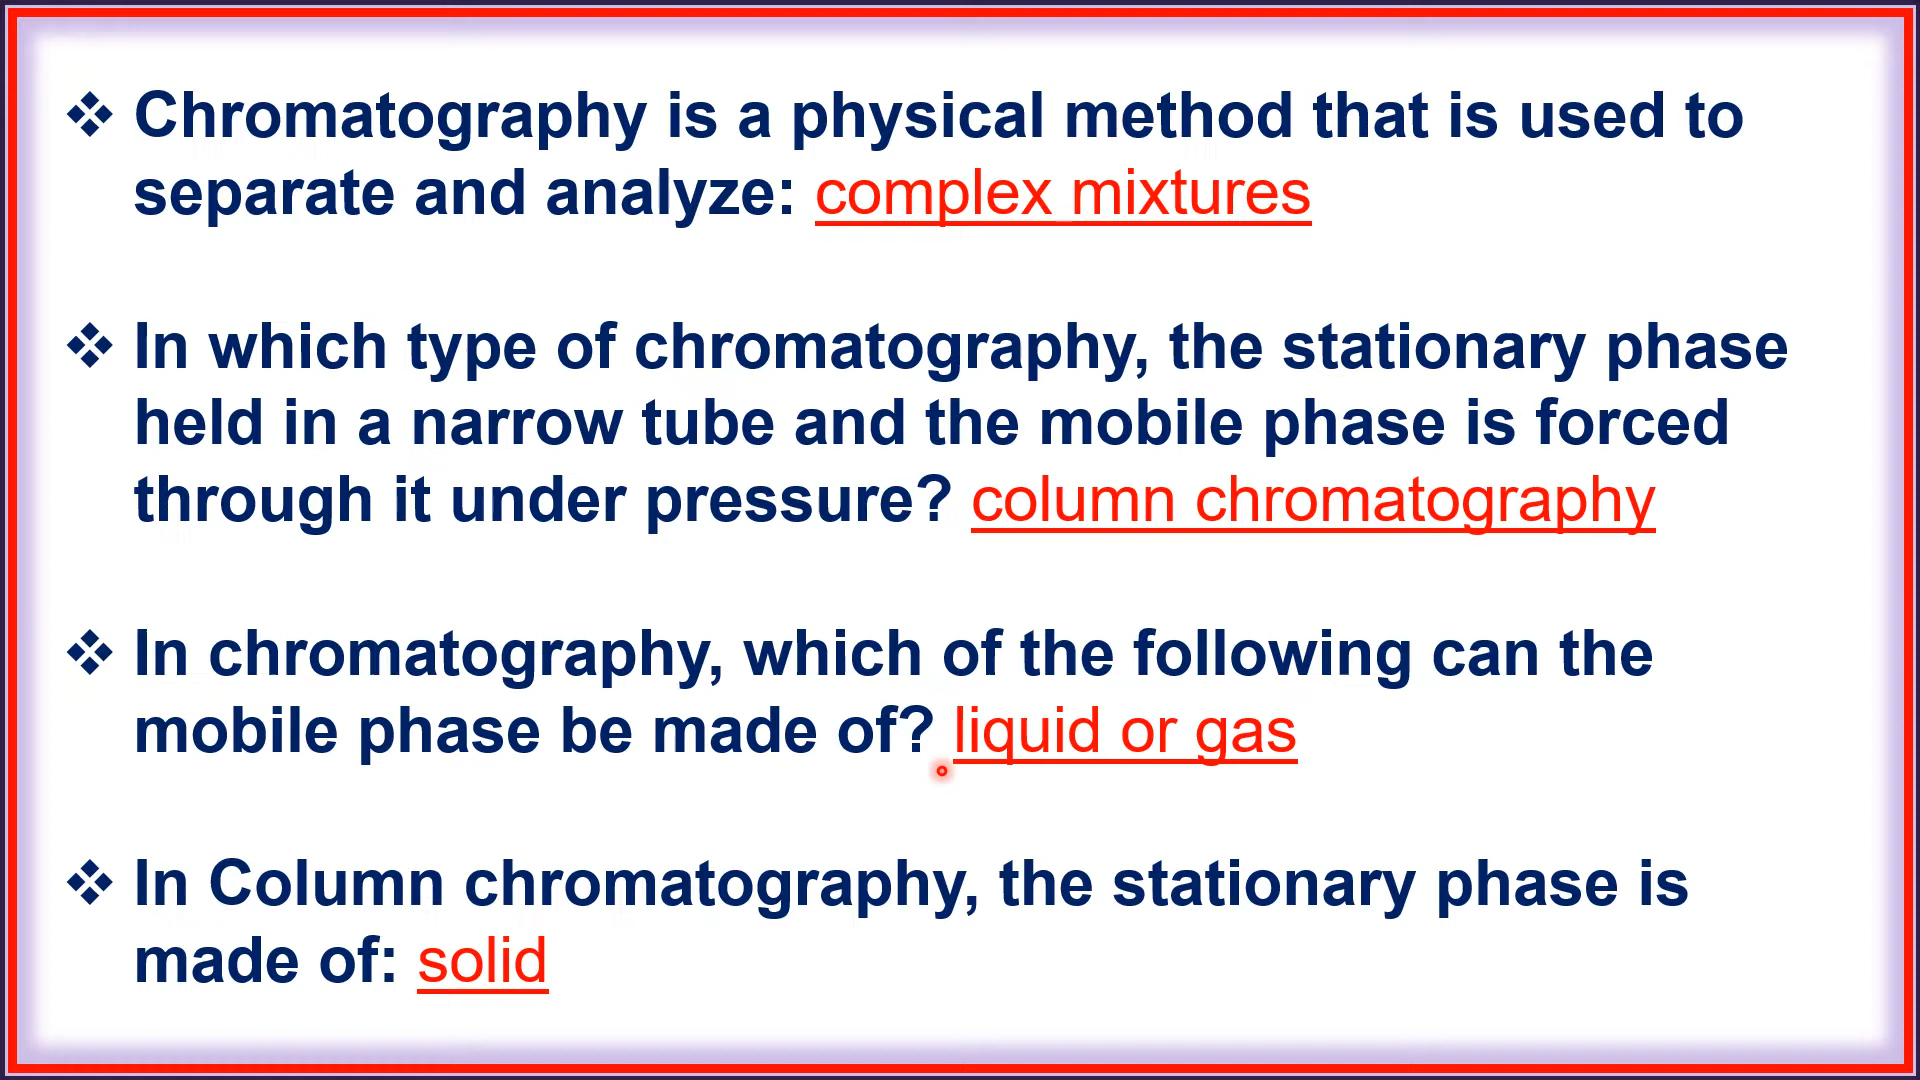 ❖ Chromatography is a physical method that is used to
separate and analyze: complex mixtures
❖ In which type of chromatography, the stationary phase
held in a narrow tube and the mobile phase is forced
through it under pressure? column chromatography
❖ In chromatography, which of the following can the
mobile phase be made of? liquid or gas
❖ In Column chromatography, the stationary phase is
made of: solid